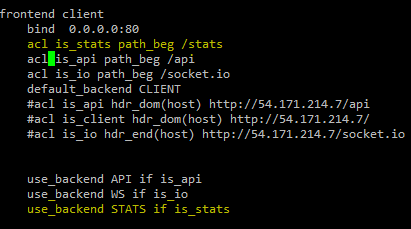 frontend client
bind 0.0.0.0:80
acl is_stats path_beg /stats
acl is_api path_beg /api
acl is_io path_beg /socket.io
default_backend CLIENT
#acl is_api hdr_dom(host) http://54.171.214.7/api
#acl is_client hdr_dom(host) http://54.171.214.7/
#acl is_io hdr_end(host) http://54.171.214.7/socket.io
use_backend API if is_api
use_backend WS if is_io
use_backend STATS if is_stats